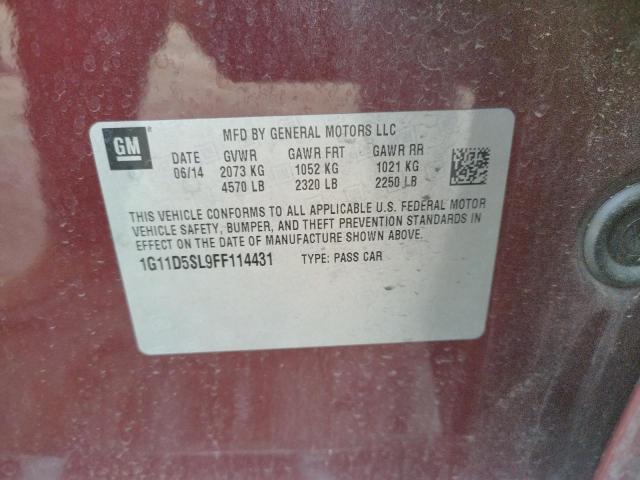 GM ®
MFD BY GENERAL MOTORS LLC
DATE GVWR GAWR FRT GAWR RR
06/14 2073 KG 1052 KG 1021 KG
4570 LB 2320 LB 2250 LB
THIS VEHICLE CONFORMS TO ALL APPLICABLE U.S. FEDERAL MOTOR
VEHICLE SAFETY, BUMPER, AND THEFT PREVENTION STANDARDS IN
EFFECT ON THE DATE OF MANUFACTURE SHOWN ABOVE.
1G11D5SL9FF114431 TYPE: PASS CAR